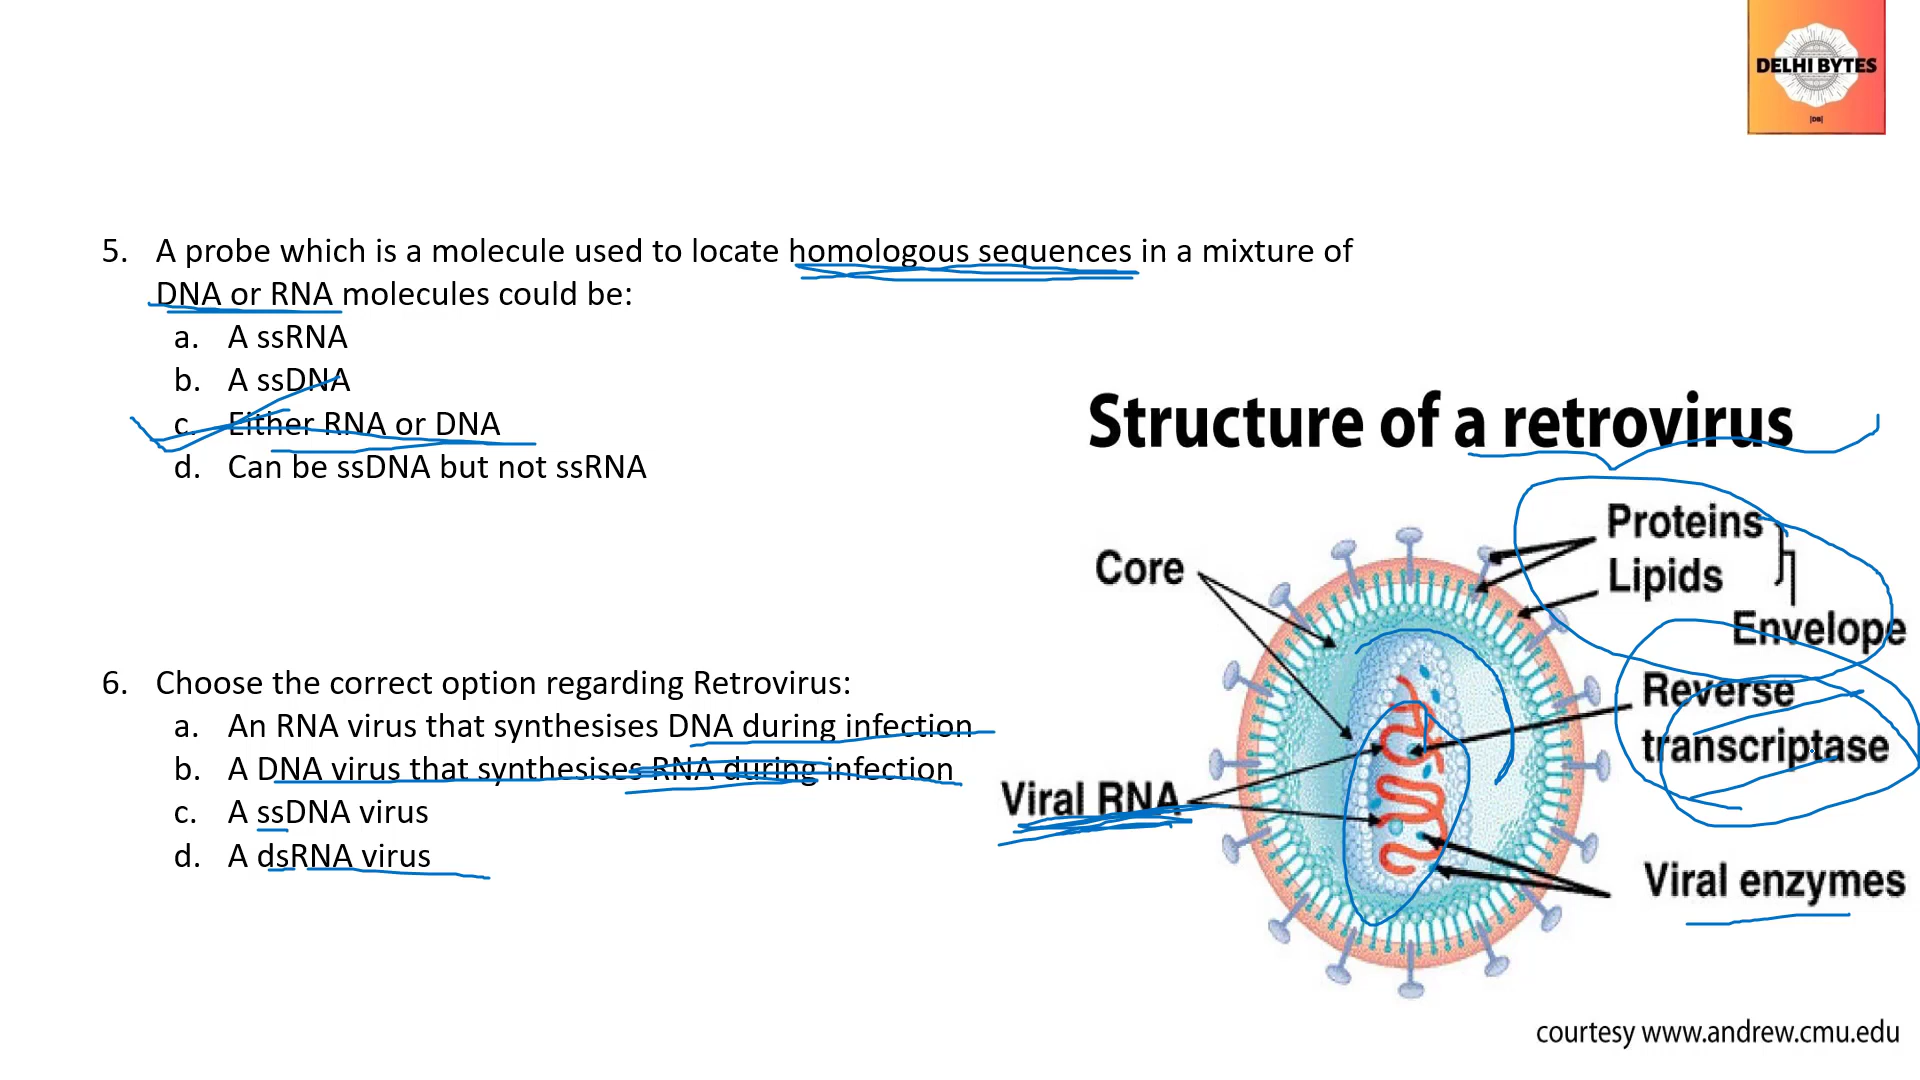 DELHI BYTES
|DB|
5. A probe which is a molecule used to locate homologous sequences in a mixture of
DNA or RNA molecules could be:
a. A ssRNA
b. A ssDNA
c. Either RNA or DNA
d. Can be ssDNA but not ssRNA
6. Choose the correct option regarding Retrovirus:
a. An RNA virus that synthesises DNA during infection
b. A DNA virus that synthesises RNA during infection
c. A ssDNA virus
d. A dsRNA virus
Structure of a retrovirus
Proteins
Core
Lipids
Envelope
Reverse
transcriptase
Viral RNA
Viral enzymes
courtesy www.andrew.cmu.edu